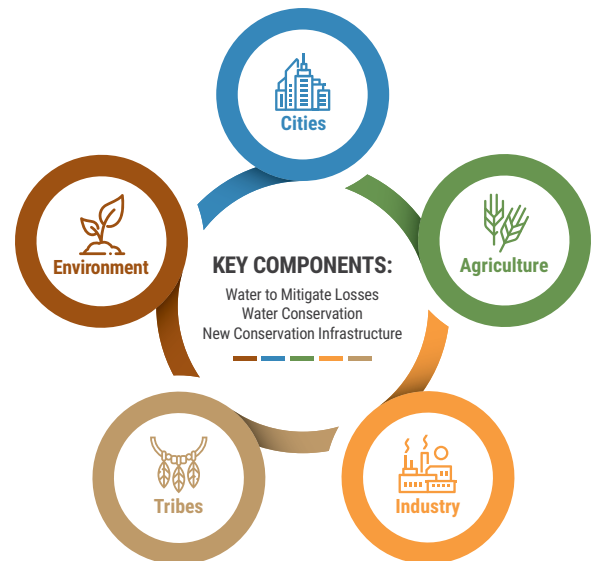 Cities
Environment
Agriculture
KEY COMPONENTS:
Water to Mitigate Losses
Water Conservation
New Conservation Infrastructure
Tribes
Industry